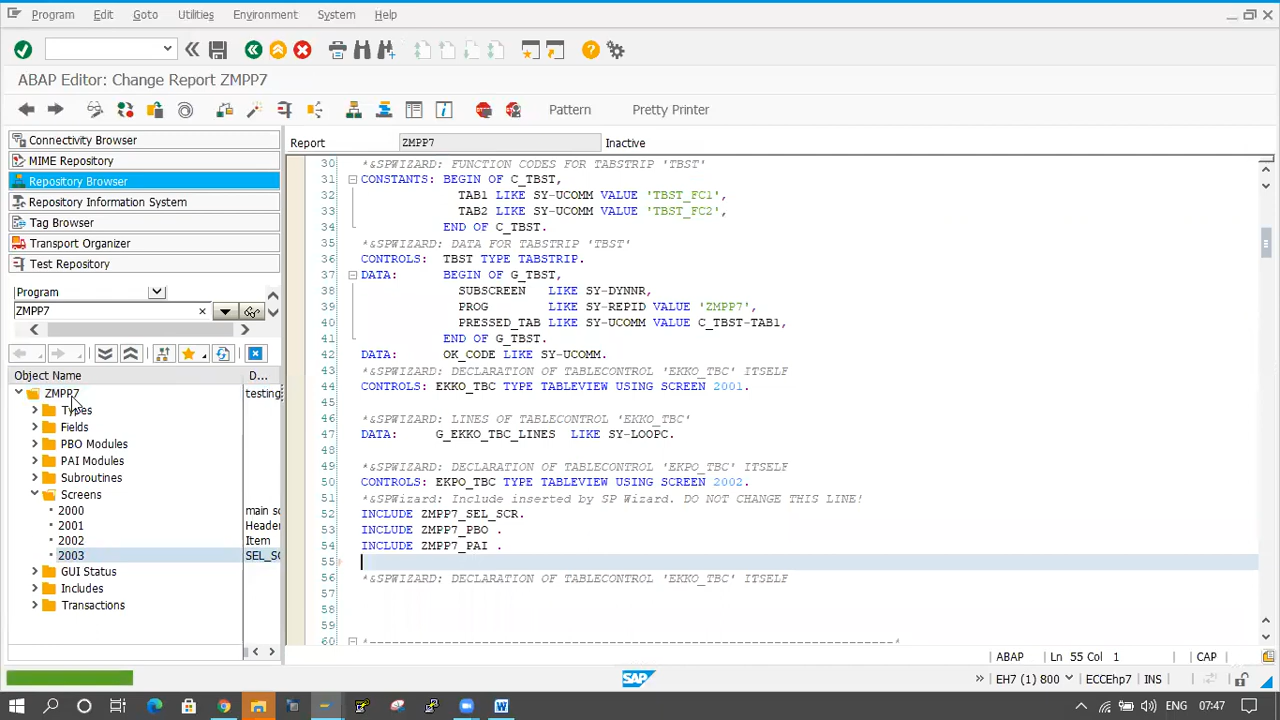 Program Edit Goto Utilities Environment System Help
ABAP Editor: Change Report ZMPP7
Pattern Pretty Printer
Connectivity Browser
MIME Repository
Repository Browser
Repository Information System
Tag Browser
Transport Organizer
Test Repository
Program
ZMPP7
Object Name D...
ZMPP7 testing
Types
Fields
PBO Modules
PAI Modules
Subroutines
Screens
2000 main sc
2001 Header
2002 Item
2003 SEL_SC
GUI Status
Includes
Transactions
Report ZMPP7 Inactive
30 *&SPWIZARD: FUNCTION CODES FOR TABSTRIP 'TBST'
31 CONSTANTS: BEGIN OF C_TBST,
32 TAB1 LIKE SY-UCOMM VALUE 'TBST_FC1',
33 TAB2 LIKE SY-UCOMM VALUE 'TBST_FC2',
34 END OF C_TBST.
35 *&SPWIZARD: DATA FOR TABSTRIP 'TBST'
36 CONTROLS: TBST TYPE TABSTRIP.
37 DATA: BEGIN OF G_TBST,
38 SUBSCREEN LIKE SY-DYNNR,
39 PROG LIKE SY-REPID VALUE 'ZMPP7',
40 PRESSED_TAB LIKE SY-UCOMM VALUE C_TBST-TAB1,
41 END OF G_TBST.
42 DATA: OK_CODE LIKE SY-UCOMM.
43 *&SPWIZARD: DECLARATION OF TABLECONTROL 'EKKO_TBC' ITSELF
44 CONTROLS: EKKO_TBC TYPE TABLEVIEW USING SCREEN 2001.
45
46 *&SPWIZARD: LINES OF TABLECONTROL 'EKKO_TBC'
47 DATA: G_EKKO_TBC_LINES LIKE SY-LOOPC.
48
49 *&SPWIZARD: DECLARATION OF TABLECONTROL 'EKPO_TBC' ITSELF
50 CONTROLS: EKPO_TBC TYPE TABLEVIEW USING SCREEN 2002.
51 *&SPWizard: Include inserted by SP Wizard. DO NOT CHANGE THIS LINE!
52 INCLUDE ZMPP7_SEL_SCR.
53 INCLUDE ZMPP7_PBO .
54 INCLUDE ZMPP7_PAI .
55
56 *&SPWIZARD: DECLARATION OF TABLECONTROL 'EKKO_TBC' ITSELF
57
58
59
60 *----------------------------------------------------------------------*
ABAP Ln 55 Col 1 CAP
SAP EH7 (1) 800 ECCEhp7 INS
ENG 07:47